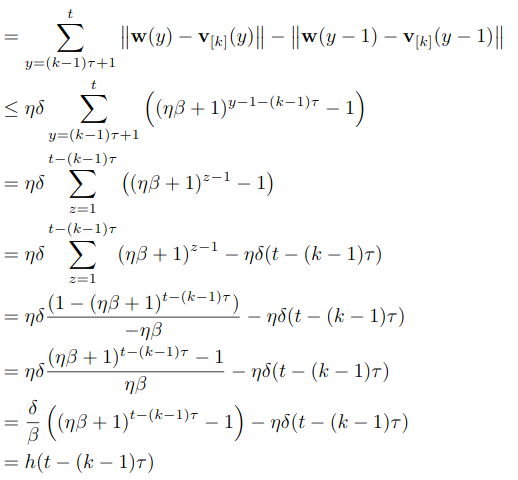 = \sum_{y=(k-1)\tau+1}^{t} \left\| \mathbf{w}(y) - \mathbf{v}_{[k]}(y) \right\| - \left\| \mathbf{w}(y-1) - \mathbf{v}_{[k]}(y-1) \right\|
\leq \eta\delta \sum_{y=(k-1)\tau+1}^{t} \left( (\eta\beta+1)^{y-1-(k-1)\tau} - 1 \right)
= \eta\delta \sum_{z=1}^{t-(k-1)\tau} \left( (\eta\beta+1)^{z-1} - 1 \right)
= \eta\delta \sum_{z=1}^{t-(k-1)\tau} (\eta\beta+1)^{z-1} - \eta\delta(t-(k-1)\tau)
= \eta\delta \frac{(1-(\eta\beta+1)^{t-(k-1)\tau})}{-\eta\beta} - \eta\delta(t-(k-1)\tau)
= \eta\delta \frac{(\eta\beta+1)^{t-(k-1)\tau} - 1}{\eta\beta} - \eta\delta(t-(k-1)\tau)
= \frac{\delta}{\beta} \left( (\eta\beta+1)^{t-(k-1)\tau} - 1 \right) - \eta\delta(t-(k-1)\tau)
= h(t-(k-1)\tau)